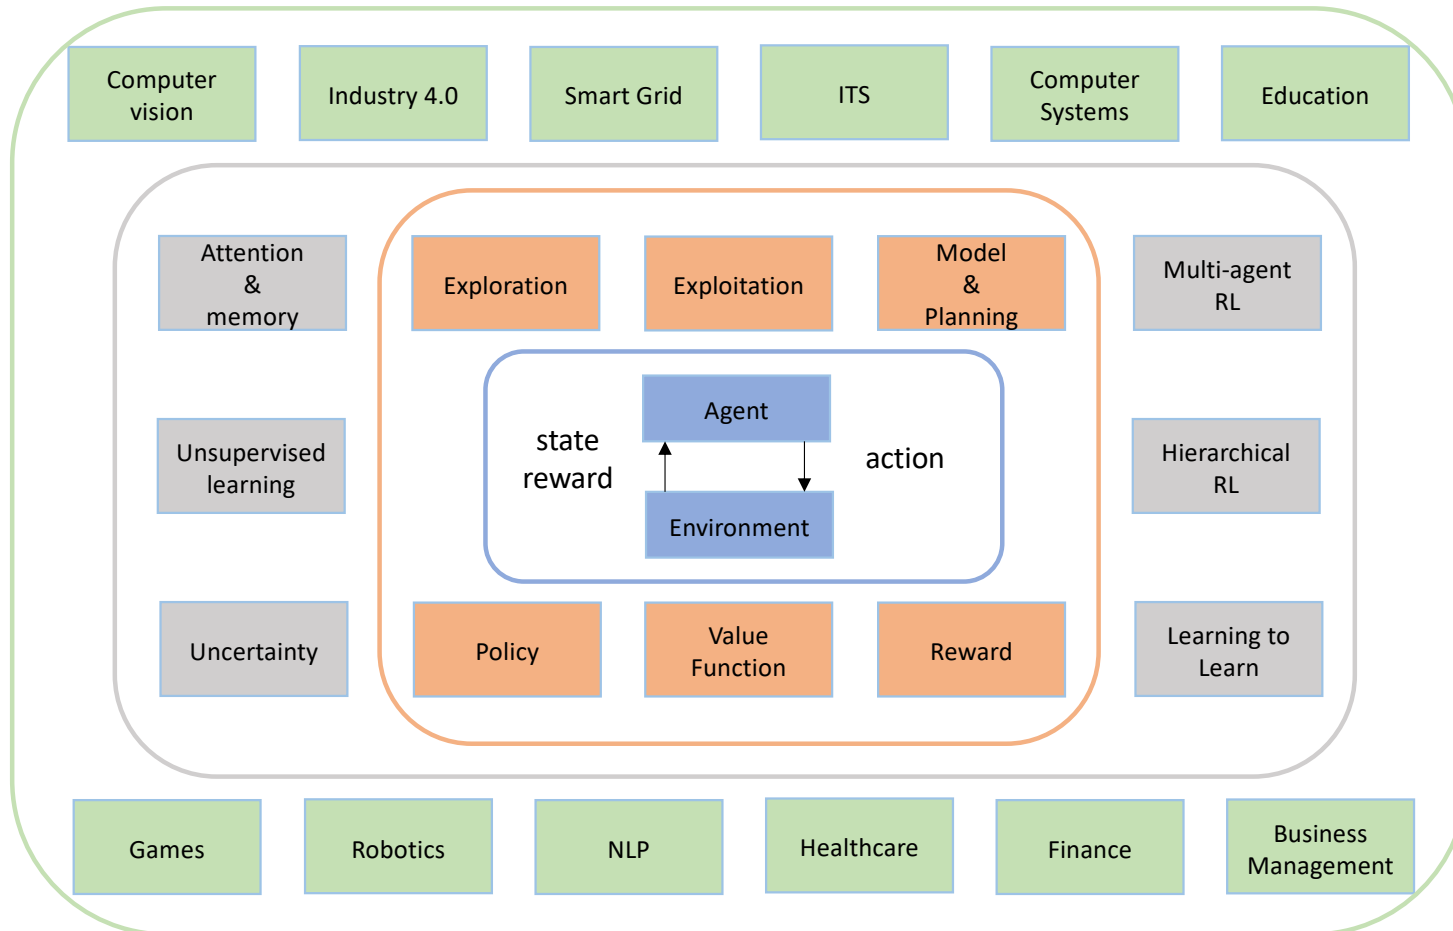 Computer
vision
Industry 4.0
Smart Grid
ITS
Computer
Systems
Education
Attention
&
memory
Exploration
Exploitation
Model
&
Planning
Multi-agent
RL
Agent
state
reward
action
Environment
Unsupervised
learning
Hierarchical
RL
Uncertainty
Policy
Value
Function
Reward
Learning to
Learn
Games
Robotics
NLP
Healthcare
Finance
Business
Management